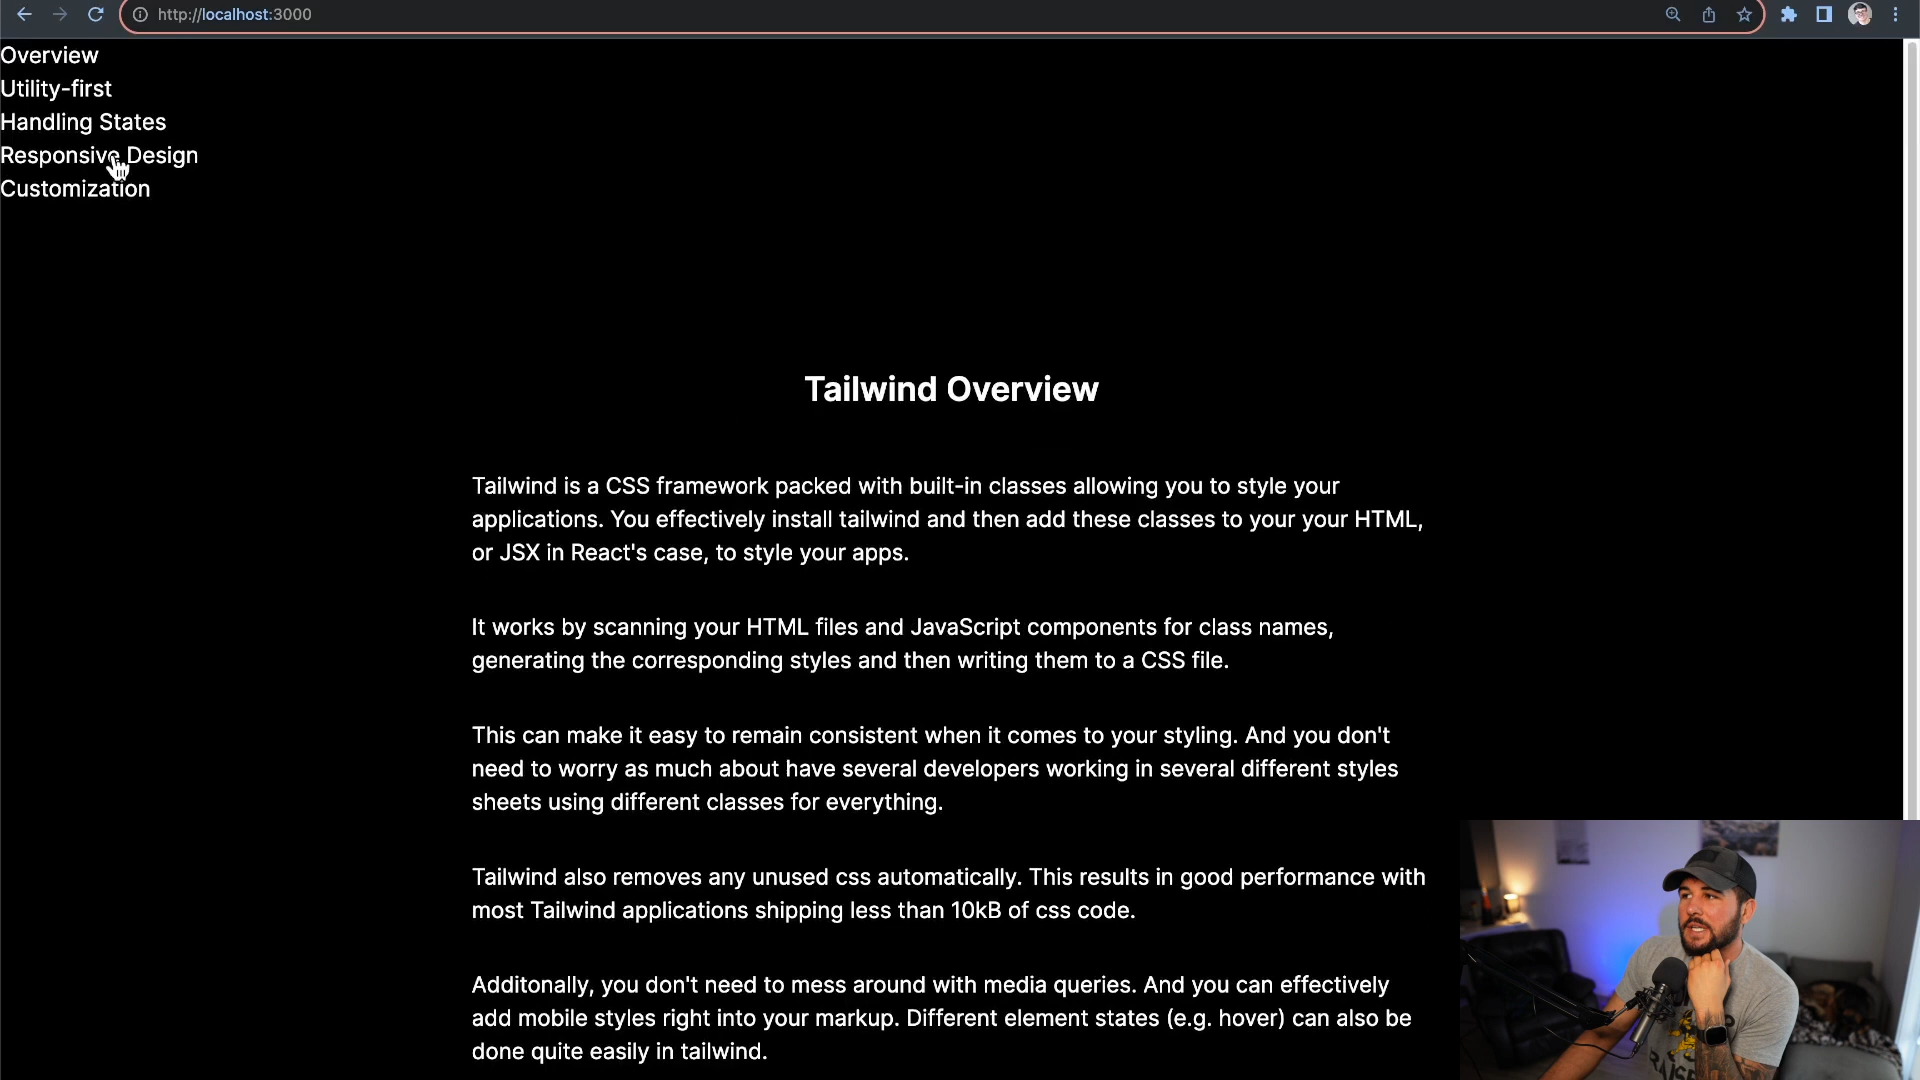 http://localhost:3000
Overview
Utility-first
Handling States
Responsive Design
Customization
Tailwind Overview
Tailwind is a CSS framework packed with built-in classes allowing you to style your
applications. You effectively install tailwind and then add these classes to your your HTML,
or JSX in React's case, to style your apps.
It works by scanning your HTML files and JavaScript components for class names,
generating the corresponding styles and then writing them to a CSS file.
This can make it easy to remain consistent when it comes to your styling. And you don't
need to worry as much about have several developers working in several different styles
sheets using different classes for everything.
Tailwind also removes any unused css automatically. This results in good performance with
most Tailwind applications shipping less than 10kB of css code.
Additonally, you don't need to mess around with media queries. And you can effectively
add mobile styles right into your markup. Different element states (e.g. hover) can also be
done quite easily in tailwind.